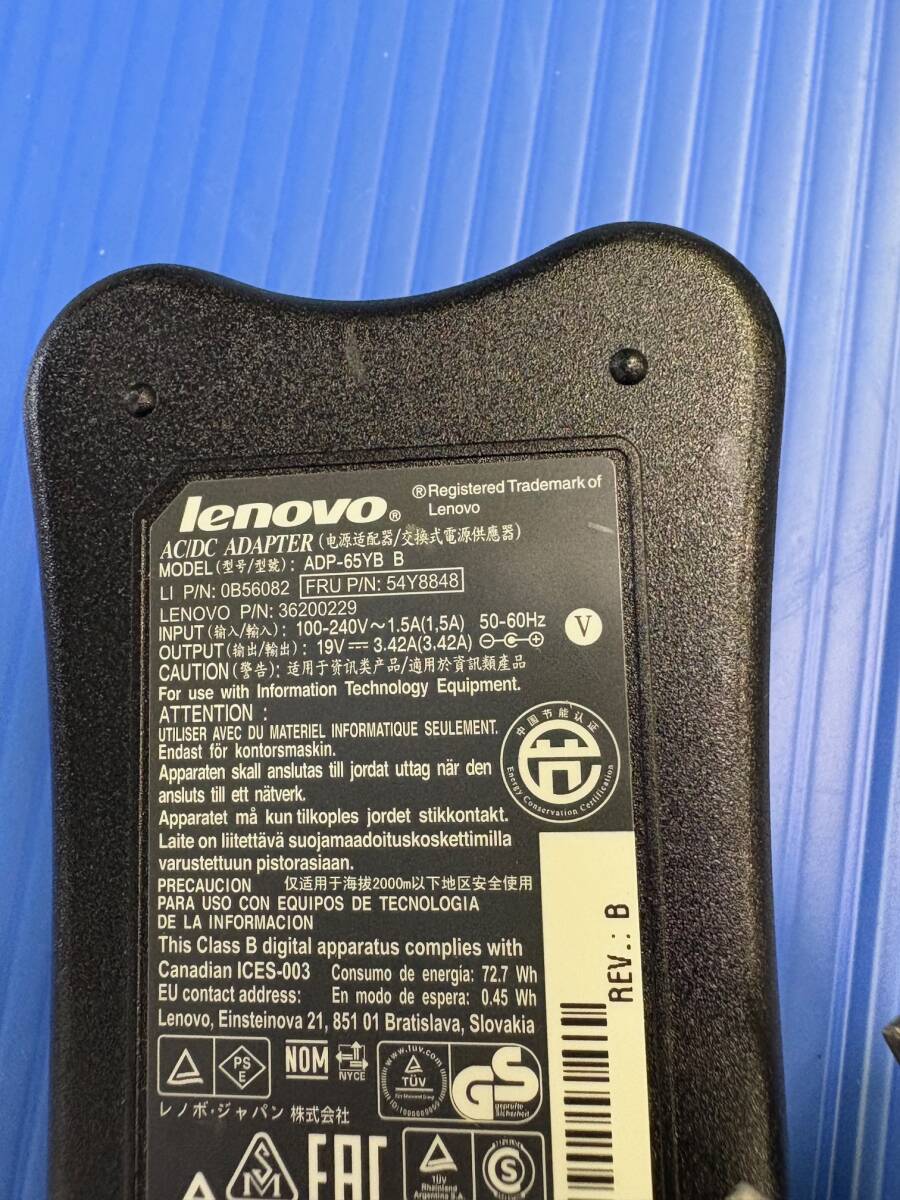 lenovo®
®Registered Trademark of
Lenovo
AC/DC ADAPTER (电源适配器/交換式電源供應器)
MODEL (型号/型號): ADP-65YB B
LI P/N: 0B56082 FRU P/N: 54Y8848
LENOVO P/N: 36200229
INPUT (输入/輸入): 100-240V～1.5A(1,5A) 50-60Hz
OUTPUT (输出/輸出): 19V⎓3.42A(3,42A)
V
CAUTION (警告): 适用于资讯类产品/適用於資訊類產品
For use with Information Technology Equipment.
ATTENTION :
UTILISER AVEC DU MATERIEL INFORMATIQUE SEULEMENT.
Endast för kontorsmaskin.
Apparaten skall anslutas till jordat uttag när den
ansluts till ett nätverk.
Apparatet må kun tilkoples jordet stikkontakt.
Laite on liitettävä suojamaadoituskoskettimilla
varustettuun pistorasiaan.
中国节能认证
Energy Conservation Certification
PRECAUCION 仅适用于海拔2000m以下地区安全使用
PARA USO CON EQUIPOS DE TECNOLOGIA
DE LA INFORMACION
This Class B digital apparatus complies with
Canadian ICES-003 Consumo de energia: 72.7 Wh
EU contact address: En modo de espera: 0.45 Wh
Lenovo, Einsteinova 21, 851 01 Bratislava, Slovakia
REV.: B
PS
E
NOM
NYCE
www.tuv.com
TÜV
GS
geprüfte
Sicherheit
レノボ・ジャパン 株式会社
EAC
TÜV
Rheinland
Argentina S.A.
S